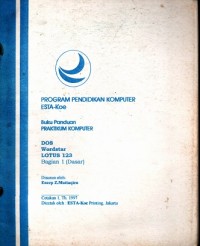 PROGRAM PENDIDIKAN KOMPUTER
ESTA-Koe
Buku Panduan
PRAKTIKUM KOMPUTER
DOS
Wordstar
LOTUS 123
Bagian 1 (Dasar)
Disusun oleh
Cetakan 1, Th. 1997
Dicetak oleh ESTA-Koe Printing, Jakarta